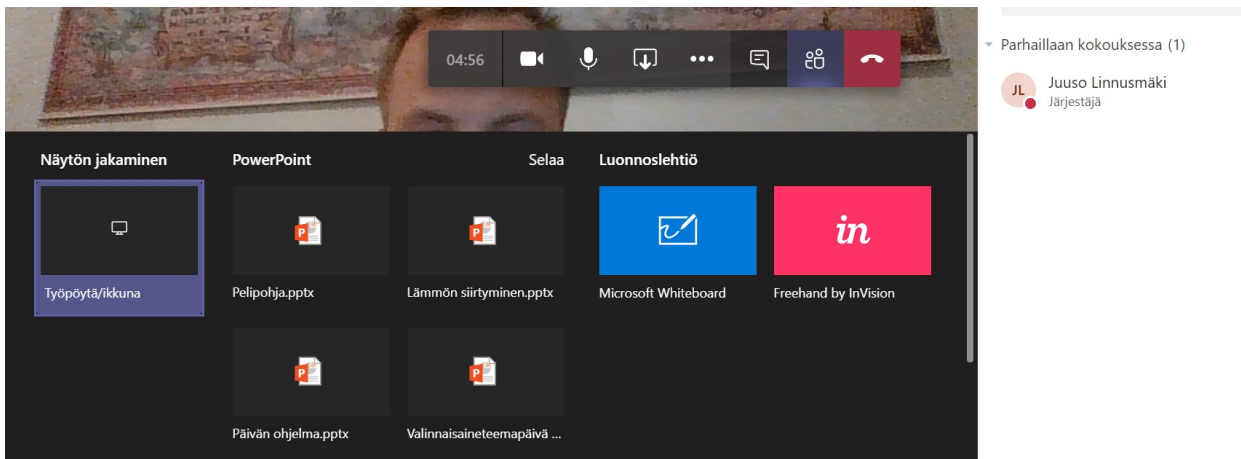 04:56
Parhaillaan kokouksessa (1)
JL
Juuso Linnusmäki
Järjestäjä
Näytön jakaminen
PowerPoint
Selaa
Luonnoslehtiö
in
Työpöytä/ikkuna
Pelipohja.pptx
Lämmön siirtyminen.pptx
Microsoft Whiteboard
Freehand by InVision
Päivän ohjelma.pptx
Valinnaisaineteemapäivä ...